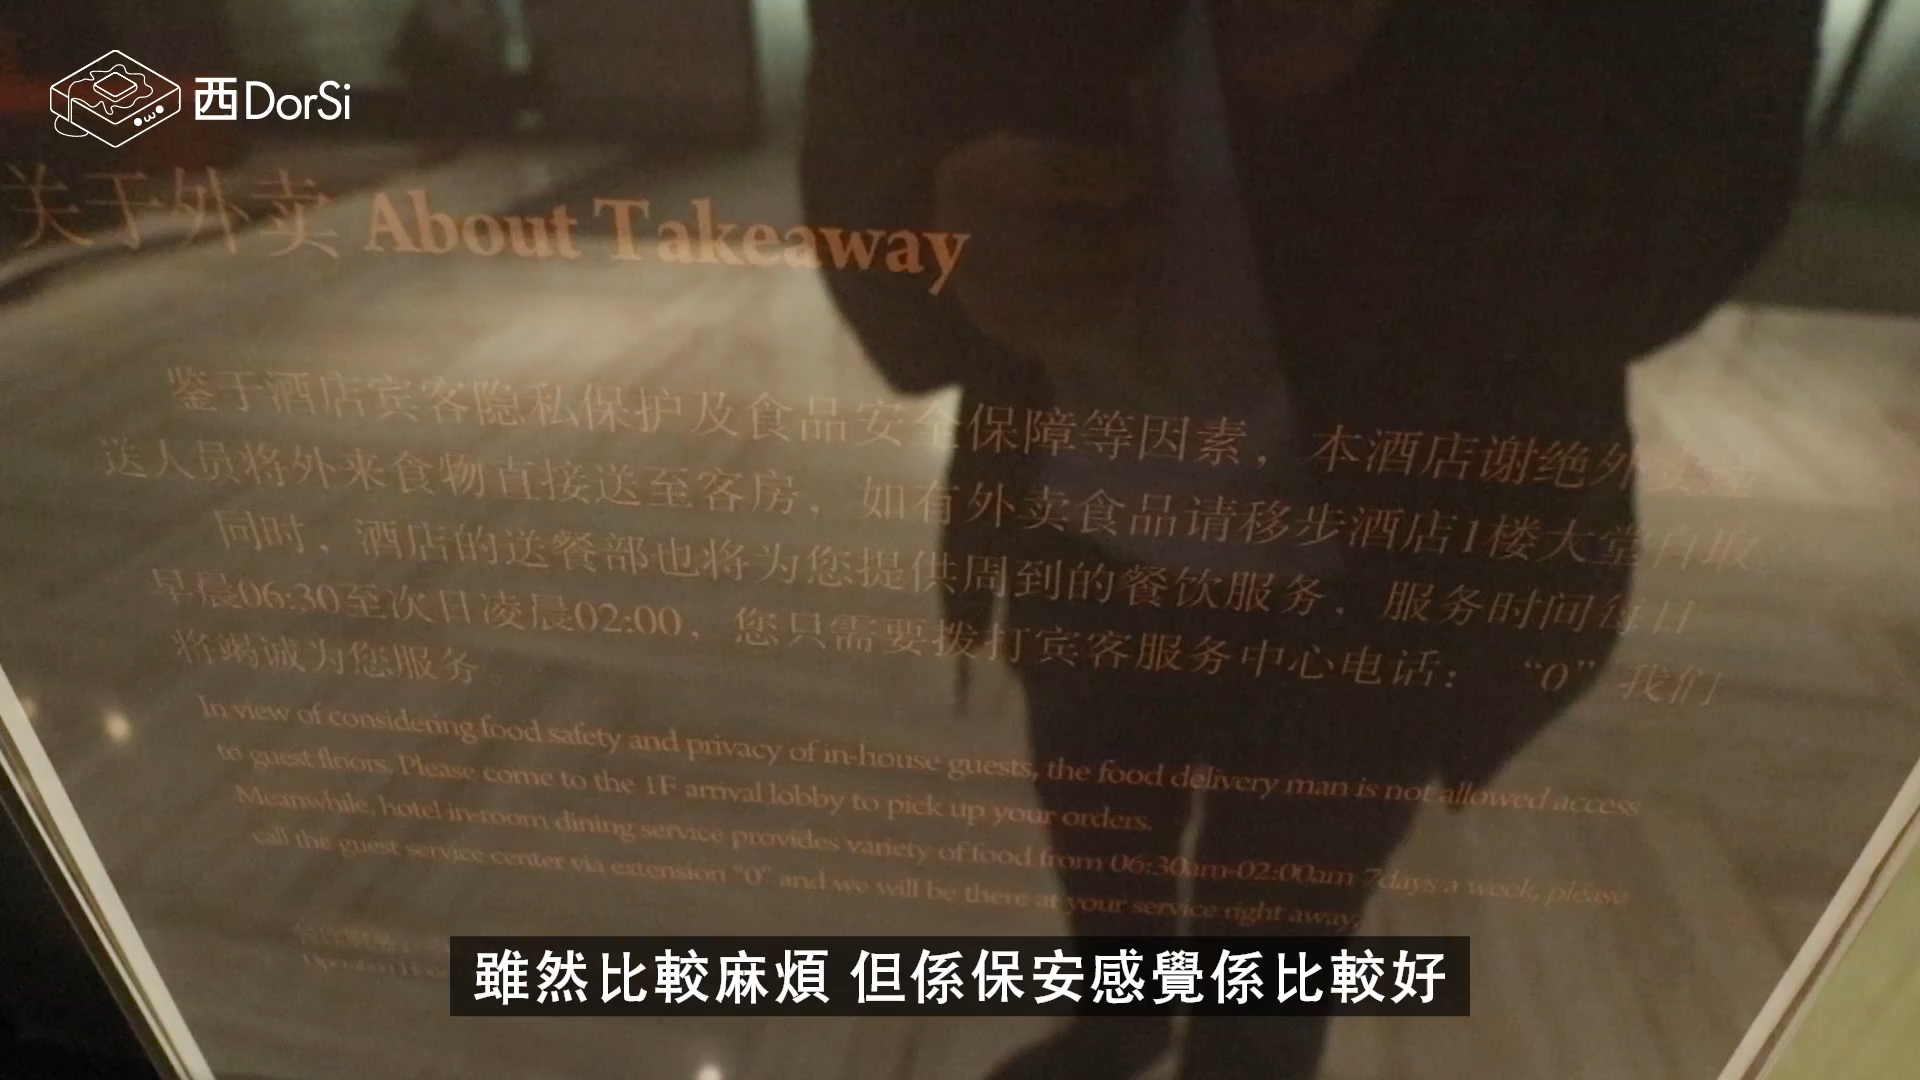 西DorSi
关于外卖 About Takeaway
鉴于酒店宾客隐私保护及食品安全保障等因素，本酒店谢绝外卖递
送人员将外来食物直接送至客房，如有外卖食品请移步酒店1楼大堂自取
同时，酒店的送餐部也将为您提供周到的餐饮服务，服务时间每日
早晨06:30至次日凌晨02:00，您只需要拨打宾客服务中心电话：“0”我们
将竭诚为您服务
In view of considering food safety and privacy of in-house guests, the food delivery man is not allowed access
to guest floors. Please come to the 1F arrival lobby to pick up your orders.
Meanwhile, hotel in-room dining service provides variety of food from 06:30am-02:00am 7days a week, please
call the guest service center via extension “0” and we will be there at your service right away.
雖然比較麻煩 但係保安感覺係比較好